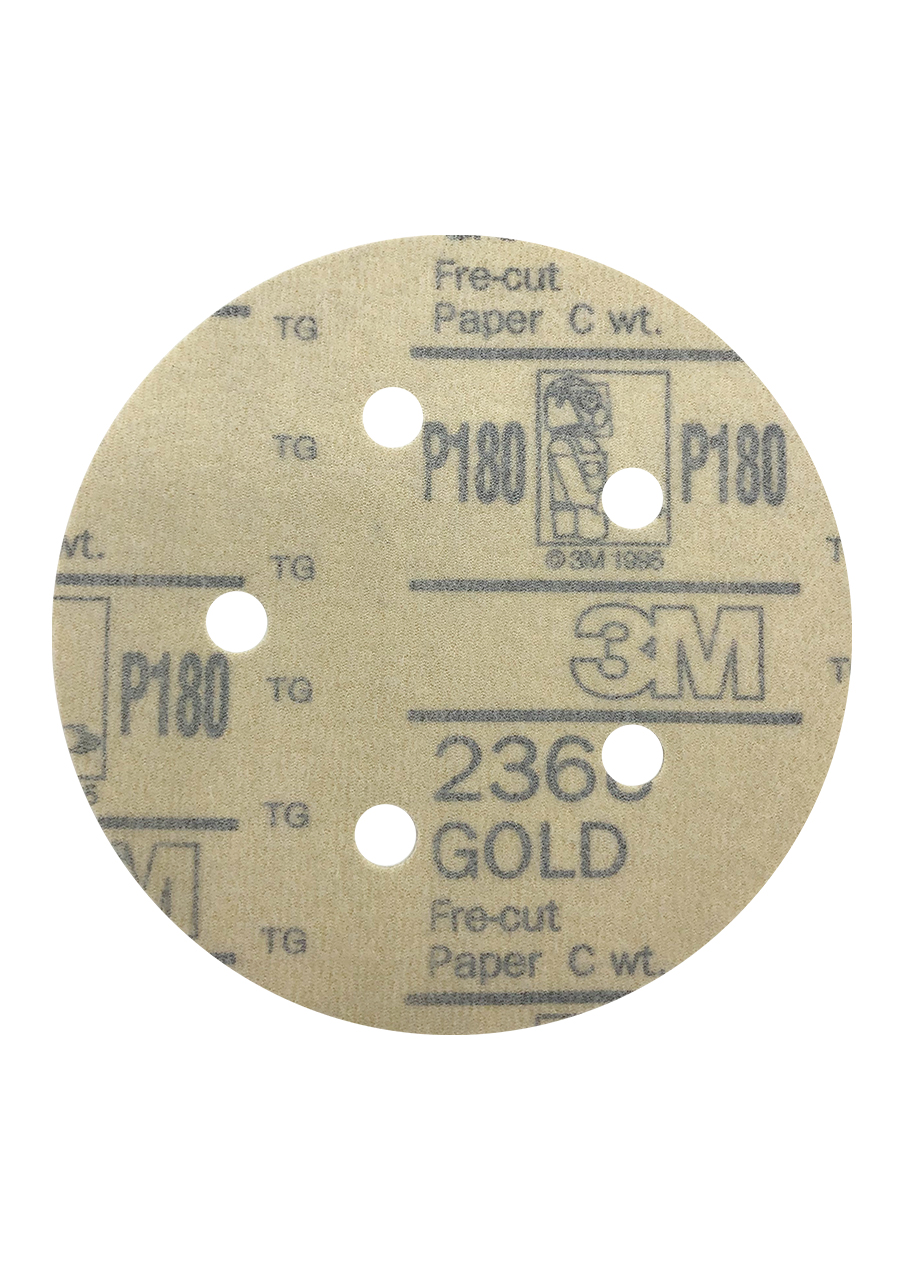 Fre-cut
Paper C wt.
TG
TG
TG
TG
TG
TG
P180
P180
© 3M 1995
3M
GOLD
Fre-cut
Paper C wt.
wt.
P180